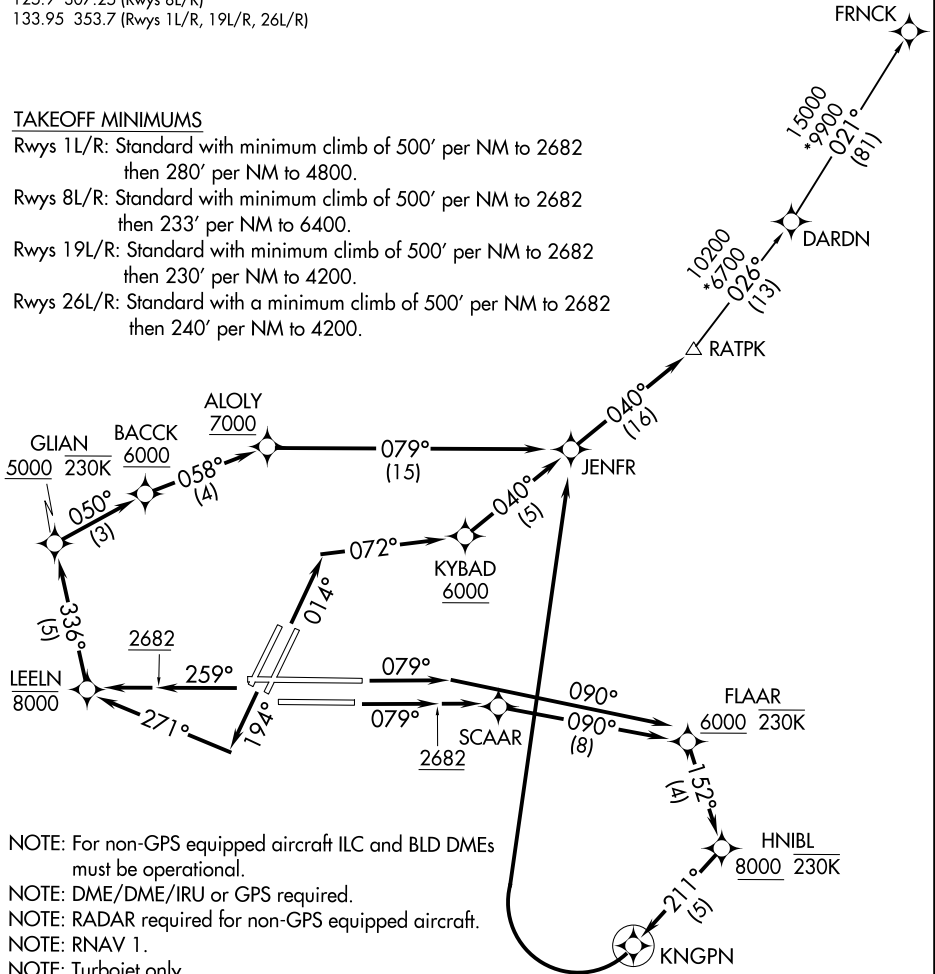 125.9 307.25 (Rwys 8L/R)
133.95 353.7 (Rwys 1L/R, 19L/R, 26L/R)
FRNCK
15000
*9900
021°
(81)
TAKEOFF MINIMUMS
Rwys 1L/R: Standard with minimum climb of 500' per NM to 2682
then 280' per NM to 4800.
Rwys 8L/R: Standard with minimum climb of 500' per NM to 2682
then 233' per NM to 6400.
Rwys 19L/R: Standard with minimum climb of 500' per NM to 2682
then 230' per NM to 4200.
Rwys 26L/R: Standard with a minimum climb of 500' per NM to 2682
then 240' per NM to 4200.
DARDN
10200
*6700
026°
(13)
RATPK
040°
(16)
ALOLY
7000
BACCK
6000
GLIAN
5000 230K
050°
(3)
058°
(4)
079°
(15)
JENFR
040°
(5)
072°
KYBAD
6000
014°
336°
(5)
2682
LEELN
8000
259°
271°
194°
079°
079°
2682
SCAAR
090°
090°
(8)
FLAAR
6000 230K
152°
(4)
HNIBL
8000 230K
211°
(5)
KNGPN
NOTE: For non-GPS equipped aircraft ILC and BLD DMEs
must be operational.
NOTE: DME/DME/IRU or GPS required.
NOTE: RADAR required for non-GPS equipped aircraft.
NOTE: RNAV 1.
NOTE: Turbojet only.